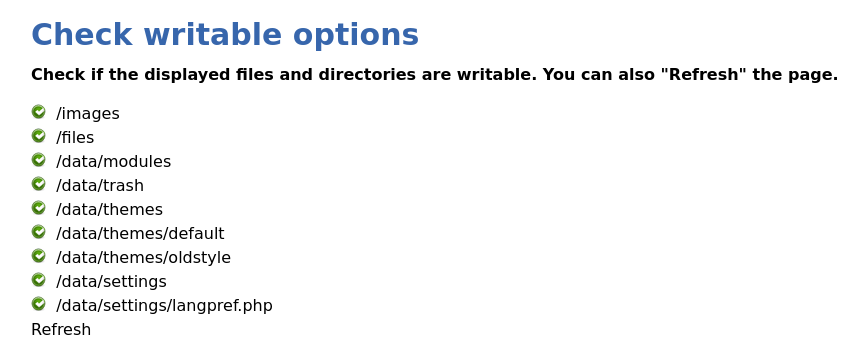 Check writable options
Check if the displayed files and directories are writable. You can also "Refresh" the page.
/images
/files
/data/modules
/data/trash
/data/themes
/data/themes/default
/data/themes/oldstyle
/data/settings
/data/settings/langpref.php
Refresh